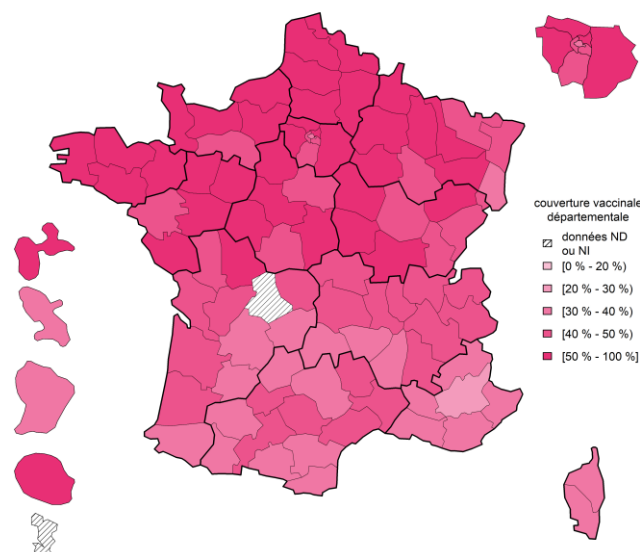 couverture vaccinale
départementale
données ND
ou NI
[0 % - 20 %)
[20 % - 30 %)
[30 % - 40 %)
[40 % - 50 %)
[50 % - 100 %]